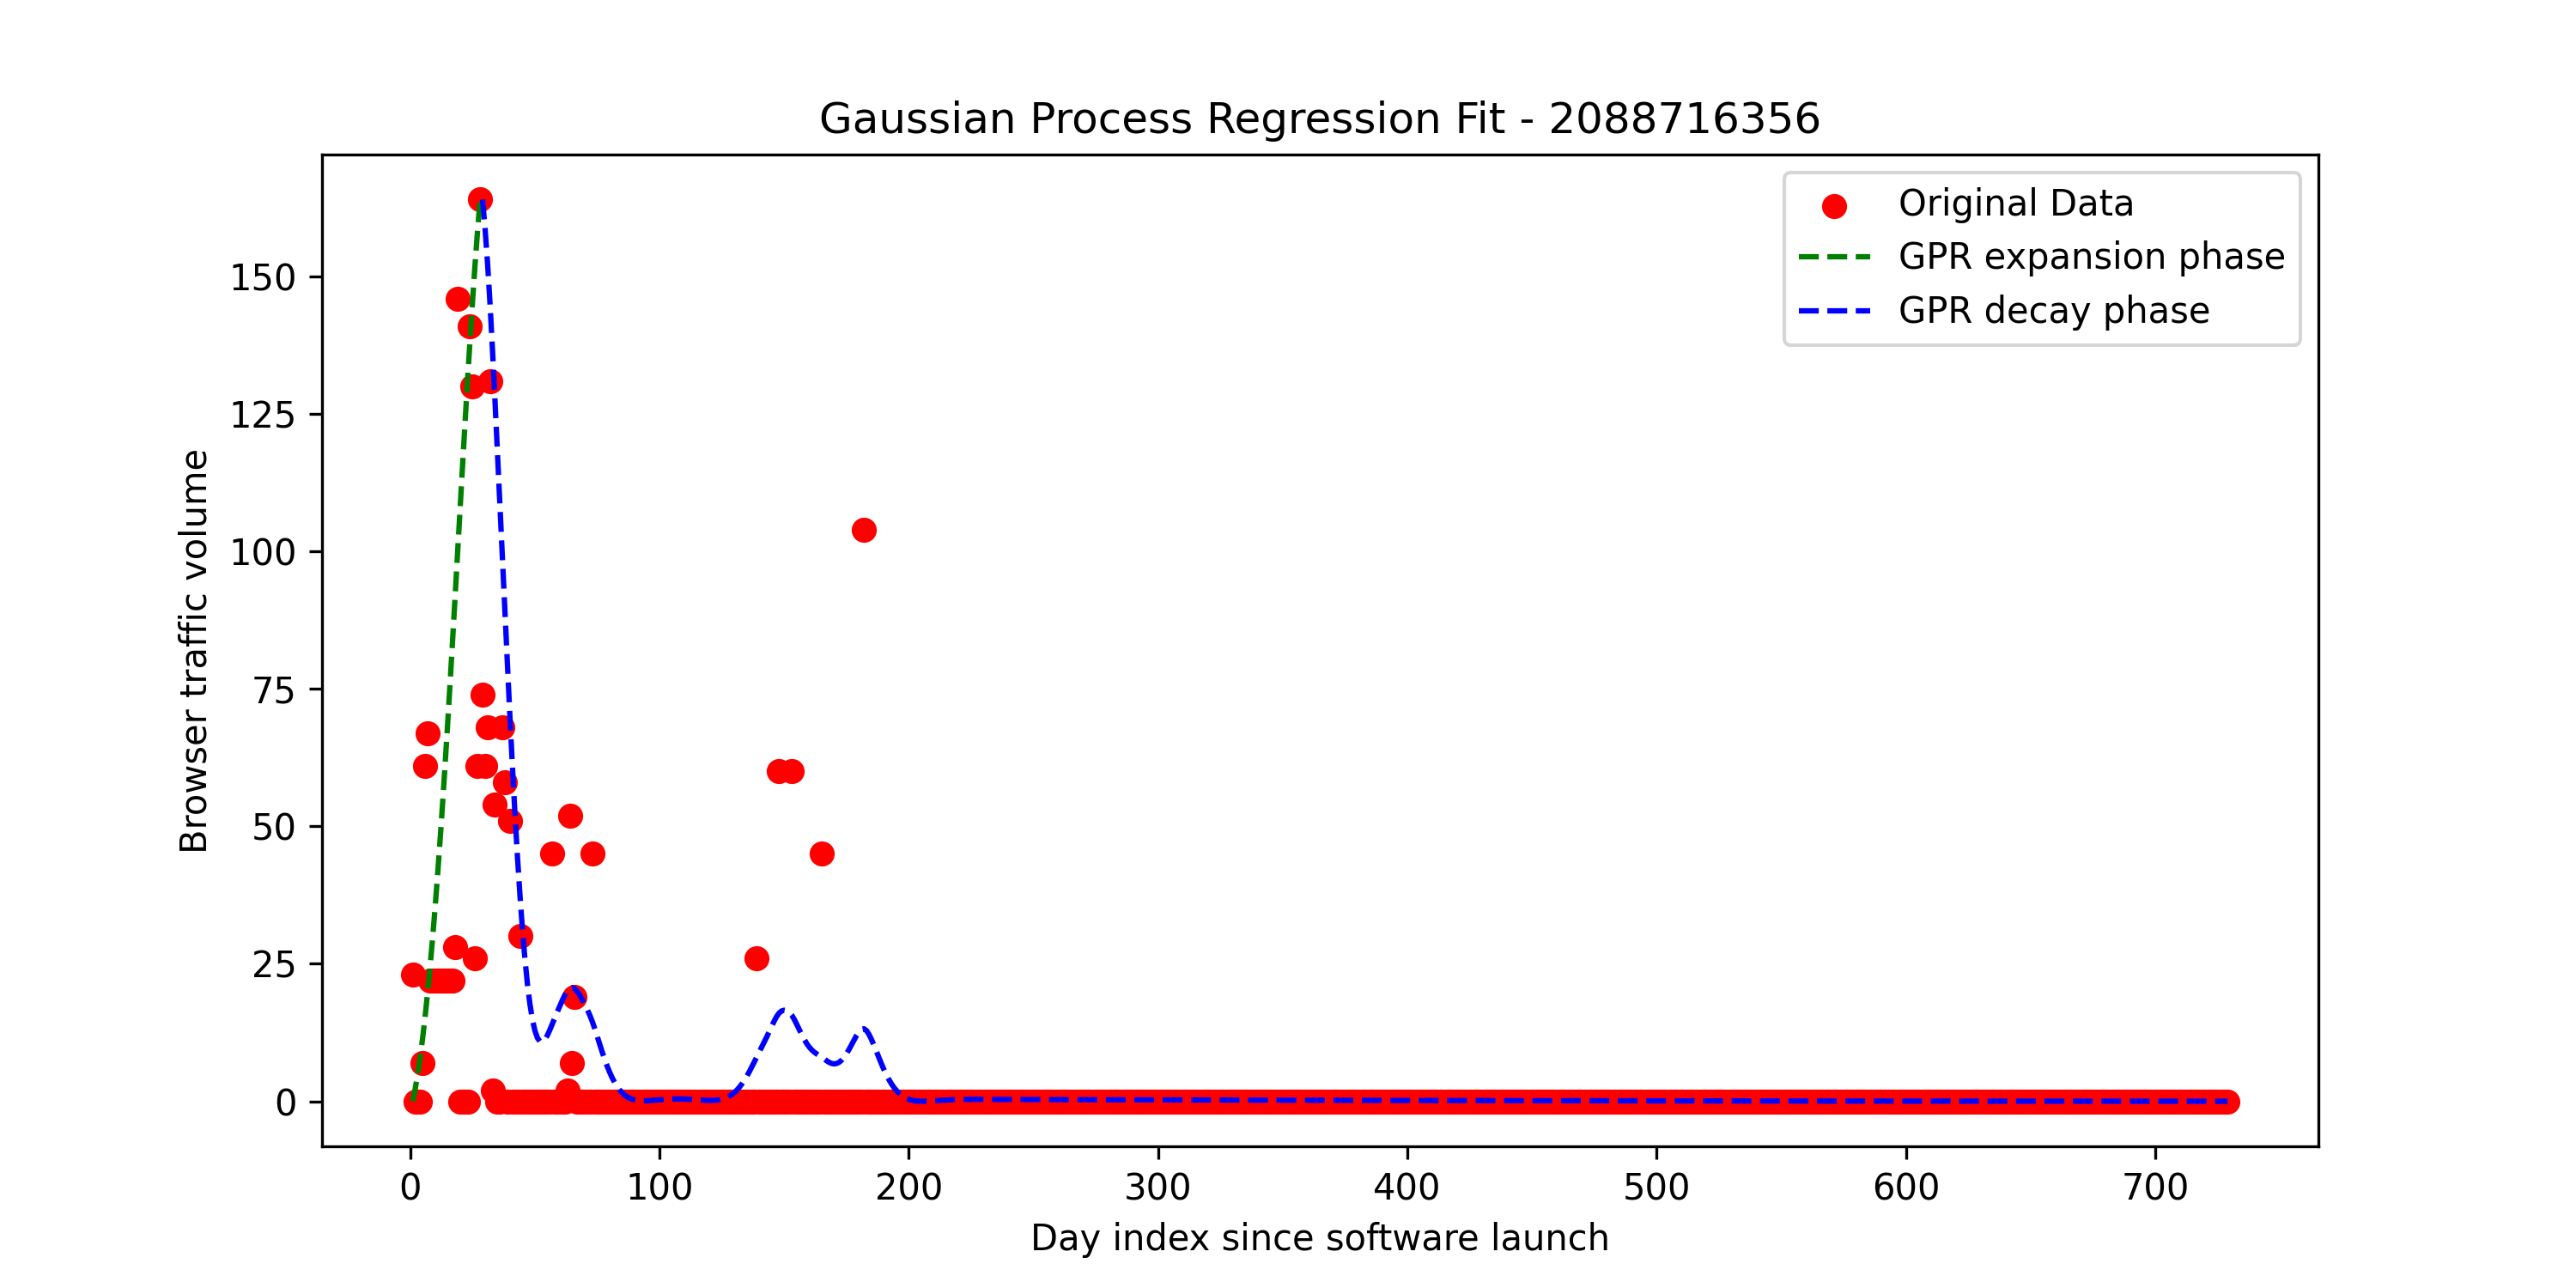 Gaussian Process Regression Fit - 2088716356
Original Data
GPR expansion phase
GPR decay phase
Browser traffic volume
150
125
100
75
50
25
0
0 100 200 300 400 500 600 700
Day index since software launch